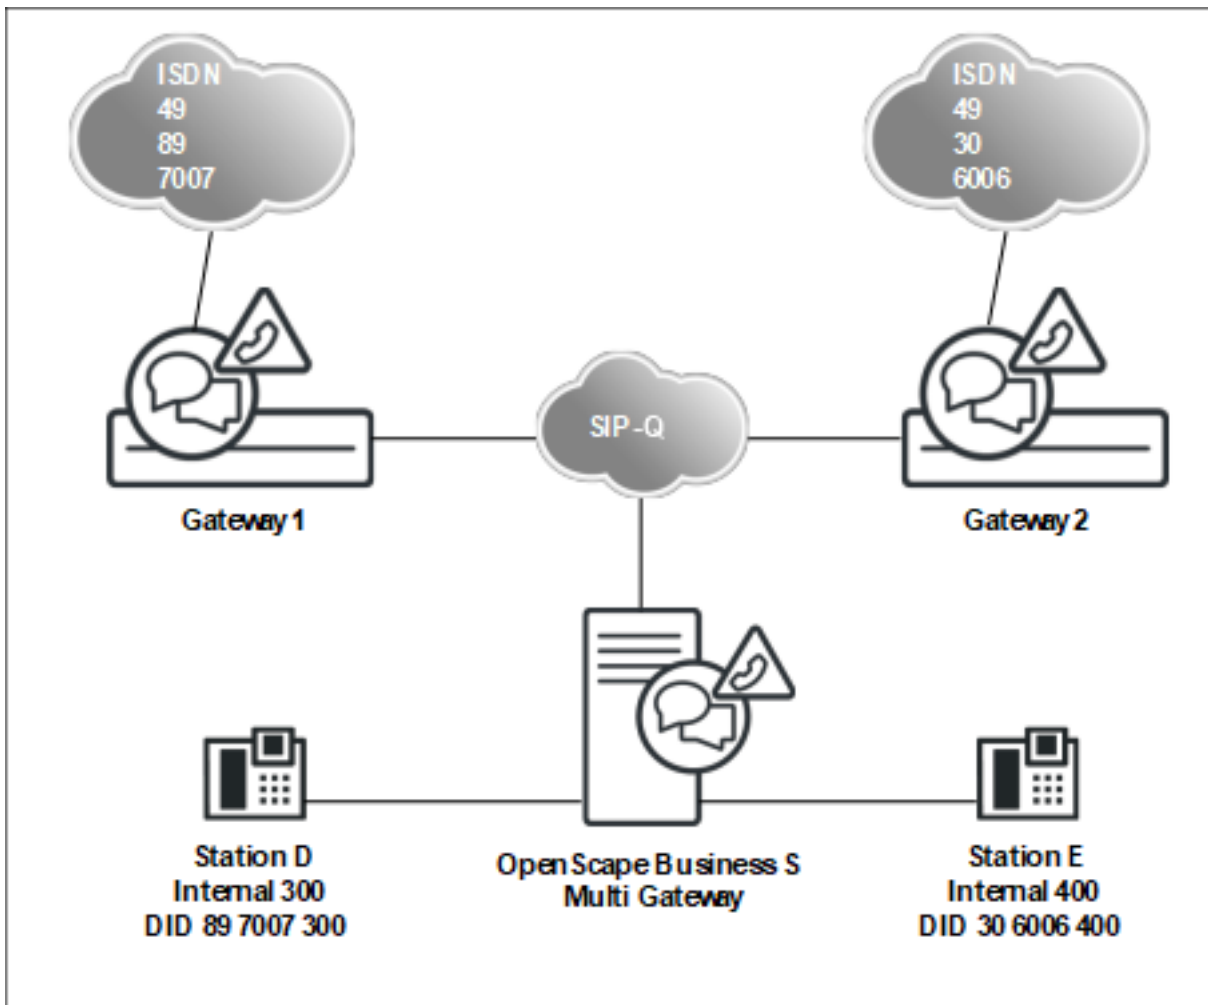 ISDN
49
89
7007
ISDN
49
30
6006
SIP-Q
Gateway 1
Gateway 2
Station D
Internal 300
DID 89 7007 300
OpenScape Business S
Multi Gateway
Station E
Internal 400
DID 30 6006 400